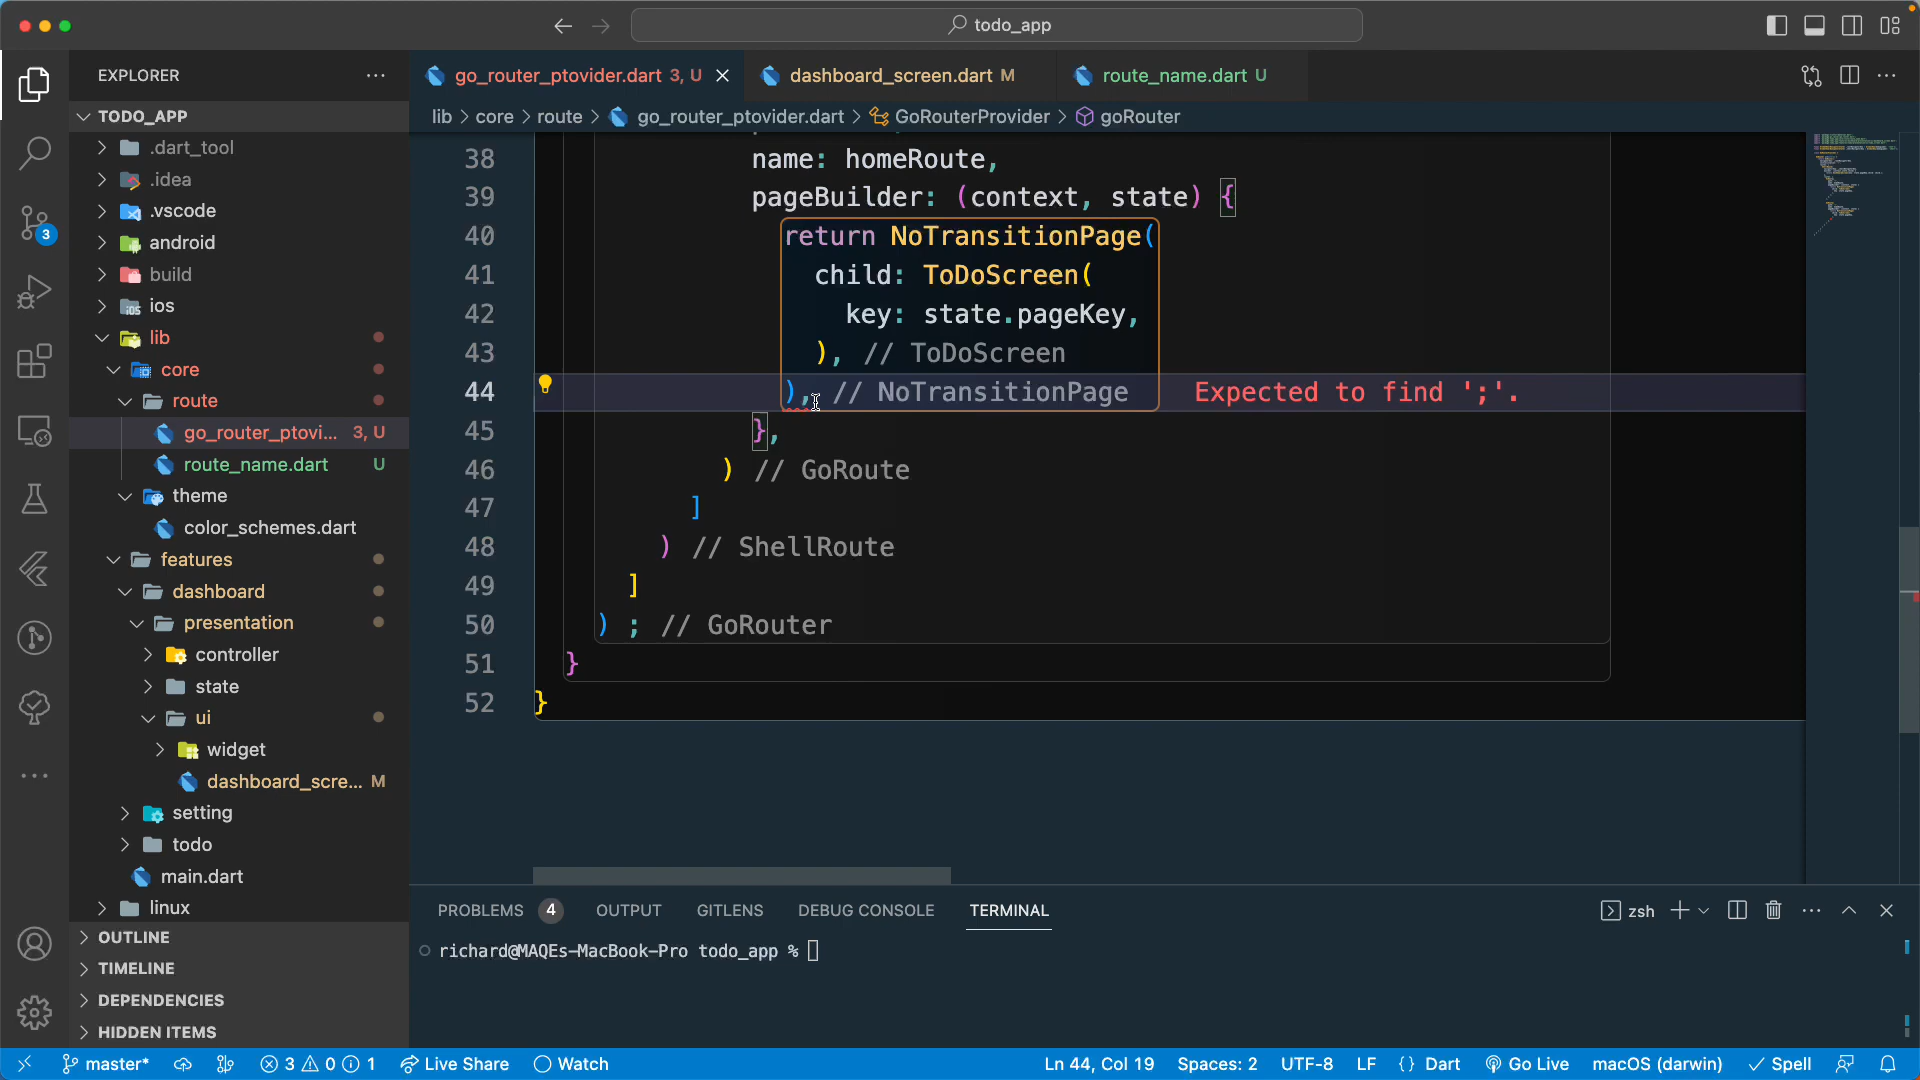 todo_app
EXPLORER
go_router_ptovider.dart 3, U
dashboard_screen.dart M
route_name.dart U
TODO_APP
lib > core > route > go_router_ptovider.dart > GoRouterProvider > goRouter
.dart_tool
.idea
.vscode
android
build
ios
lib
core
route
go_router_ptovi... 3, U
route_name.dart U
theme
color_schemes.dart
features
dashboard
presentation
controller
state
ui
widget
dashboard_scre... M
setting
todo
main.dart
linux
OUTLINE
TIMELINE
DEPENDENCIES
HIDDEN ITEMS
3
38 name: homeRoute,
39 pageBuilder: (context, state) {
40 return NoTransitionPage(
41 child: ToDoScreen(
42 key: state.pageKey,
43 ), // ToDoScreen
44 ), // NoTransitionPage Expected to find ';'.
45 },
46 ) // GoRoute
47 ]
48 ) // ShellRoute
49 ]
50 ) ; // GoRouter
51 }
52 }
PROBLEMS 4 OUTPUT GITLENS DEBUG CONSOLE TERMINAL
zsh
richard@MAQEs-MacBook-Pro todo_app %
master* 3 0 1 Live Share Watch
Ln 44, Col 19 Spaces: 2 UTF-8 LF {} Dart Go Live macOS (darwin) Spell